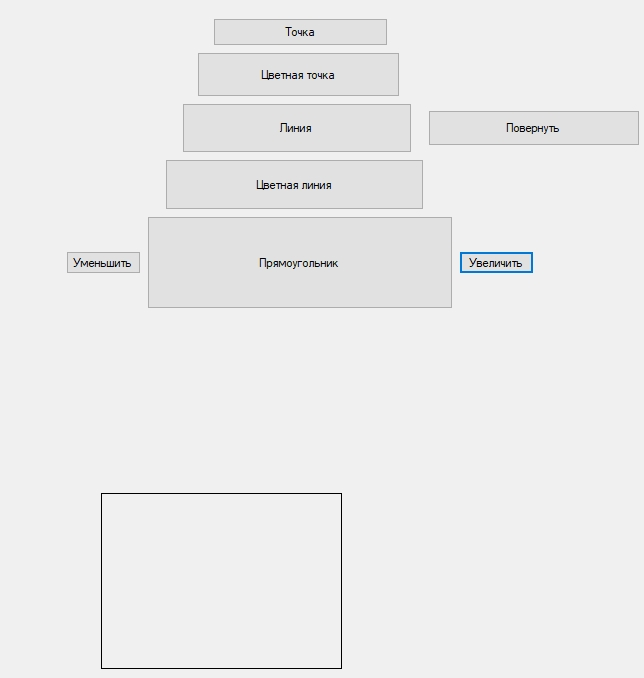 Точка
Цветная точка
Линия
Повернуть
Цветная линия
Уменьшить
Прямоугольник
Увеличить